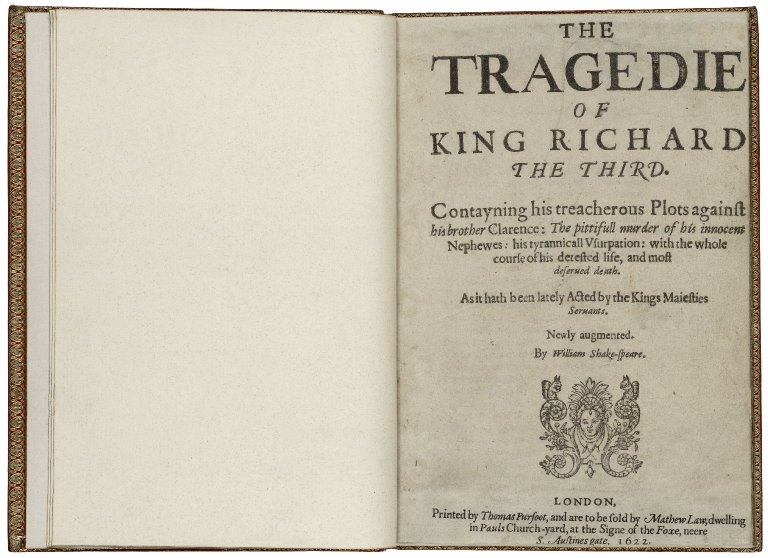 THE
TRAGEDIE
OF
KING RICHARD
THE THIRD.
Contayning his treacherous Plots againſt
his brother Clarence: The pittifull murder of his innocent
Nephewes: his tyrannicall Vſurpation: with the whole
courſe of his deteſted life, and moſt
deſerued death.
As it hath been lately Acted by the Kings Maieſties
Seruants.
Newly augmented.
By William Shake-ſpeare.
LONDON,
Printed by Thomas Purfoot, and are to be ſold by Mathew Law, dwelling
in Pauls Church-yard, at the Signe of the Foxe, neere
S. Auſtines gate. 1622.